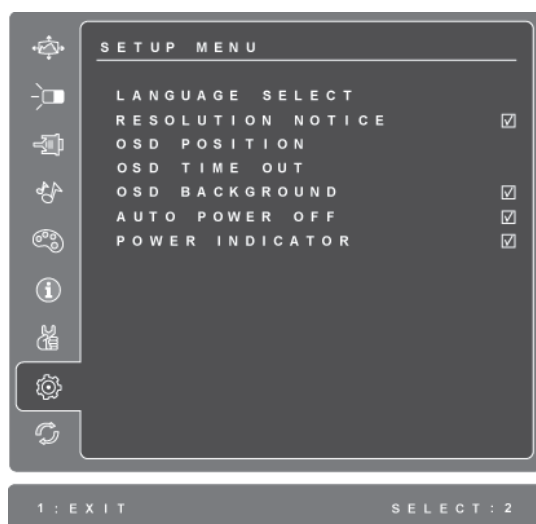 SETUP MENU
LANGUAGE SELECT
RESOLUTION NOTICE ☑
OSD POSITION
OSD TIME OUT
OSD BACKGROUND ☑
AUTO POWER OFF ☑
POWER INDICATOR ☑
1:EXIT SELECT:2